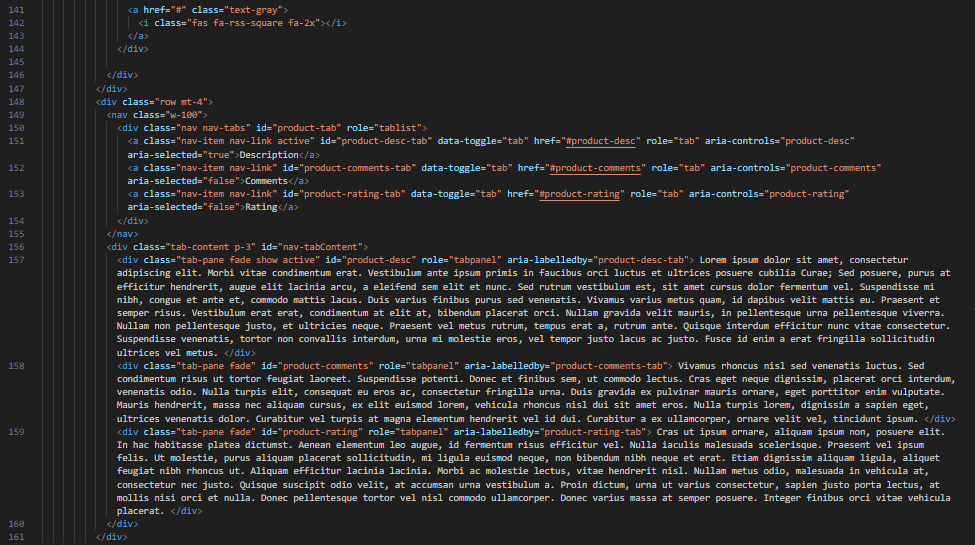 141 <a href="#" class="text-gray">
142 <i class="fas fa-rss-square fa-2x"></i>
143 </a>
144 </div>
145
146 </div>
147 </div>
148 <div class="row mt-4">
149 <nav class="w-100">
150 <div class="nav nav-tabs" id="product-tab" role="tablist">
151 <a class="nav-item nav-link active" id="product-desc-tab" data-toggle="tab" href="#product-desc" role="tab" aria-controls="product-desc"
aria-selected="true">Description</a>
152 <a class="nav-item nav-link" id="product-comments-tab" data-toggle="tab" href="#product-comments" role="tab" aria-controls="product-comments"
aria-selected="false">Comments</a>
153 <a class="nav-item nav-link" id="product-rating-tab" data-toggle="tab" href="#product-rating" role="tab" aria-controls="product-rating"
aria-selected="false">Rating</a>
154 </div>
155 </nav>
156 <div class="tab-content p-3" id="nav-tabContent">
157 <div class="tab-pane fade show active" id="product-desc" role="tabpanel" aria-labelledby="product-desc-tab"> Lorem ipsum dolor sit amet, consectetur
adipiscing elit. Morbi vitae condimentum erat. Vestibulum ante ipsum primis in faucibus orci luctus et ultrices posuere cubilia Curae; Sed posuere, purus at
efficitur hendrerit, augue elit lacinia arcu, a eleifend sem elit et nunc. Sed rutrum vestibulum est, sit amet cursus dolor fermentum vel. Suspendisse mi
nibh, congue et ante et, commodo mattis lacus. Duis varius finibus purus sed venenatis. Vivamus varius metus quam, id dapibus velit mattis eu. Praesent et
semper risus. Vestibulum erat erat, condimentum at elit at, bibendum placerat orci. Nullam gravida velit mauris, in pellentesque urna pellentesque viverra.
Nullam non pellentesque justo, et ultricies neque. Praesent vel metus rutrum, tempus erat a, rutrum ante. Quisque interdum efficitur nunc vitae consectetur.
Suspendisse venenatis, tortor non convallis interdum, urna mi molestie eros, vel tempor justo lacus ac justo. Fusce id enim a erat fringilla sollicitudin
ultrices vel metus. </div>
158 <div class="tab-pane fade" id="product-comments" role="tabpanel" aria-labelledby="product-comments-tab"> Vivamus rhoncus nisl sed venenatis luctus. Sed
condimentum risus ut tortor feugiat laoreet. Suspendisse potenti. Donec et finibus sem, ut commodo lectus. Cras eget neque dignissim, placerat orci interdum,
venenatis odio. Nulla turpis elit, consequat eu eros ac, consectetur fringilla urna. Duis gravida ex pulvinar mauris ornare, eget porttitor enim vulputate.
Mauris hendrerit, massa nec aliquam cursus, ex elit euismod lorem, vehicula rhoncus nisl dui sit amet eros. Nulla turpis lorem, dignissim a sapien eget,
ultrices venenatis dolor. Curabitur vel turpis at magna elementum hendrerit vel id dui. Curabitur a ex ullamcorper, ornare velit vel, tincidunt ipsum. </div>
159 <div class="tab-pane fade" id="product-rating" role="tabpanel" aria-labelledby="product-rating-tab"> Cras ut ipsum ornare, aliquam ipsum non, posuere elit.
In hac habitasse platea dictumst. Aenean elementum leo augue, id fermentum risus efficitur vel. Nulla iaculis malesuada scelerisque. Praesent vel ipsum
felis. Ut molestie, purus aliquam placerat sollicitudin, mi ligula euismod neque, non bibendum nibh neque et erat. Etiam dignissim aliquam ligula, aliquet
feugiat nibh rhoncus ut. Aliquam efficitur lacinia lacinia. Morbi ac molestie lectus, vitae hendrerit nisl. Nullam metus odio, malesuada in vehicula at,
consectetur nec justo. Quisque suscipit odio velit, at accumsan urna vestibulum a. Proin dictum, urna ut varius consectetur, sapien justo porta lectus, at
mollis nisi orci et nulla. Donec pellentesque tortor vel nisl commodo ullamcorper. Donec varius massa at semper posuere. Integer finibus orci vitae vehicula
placerat. </div>
160 </div>
161 </div>